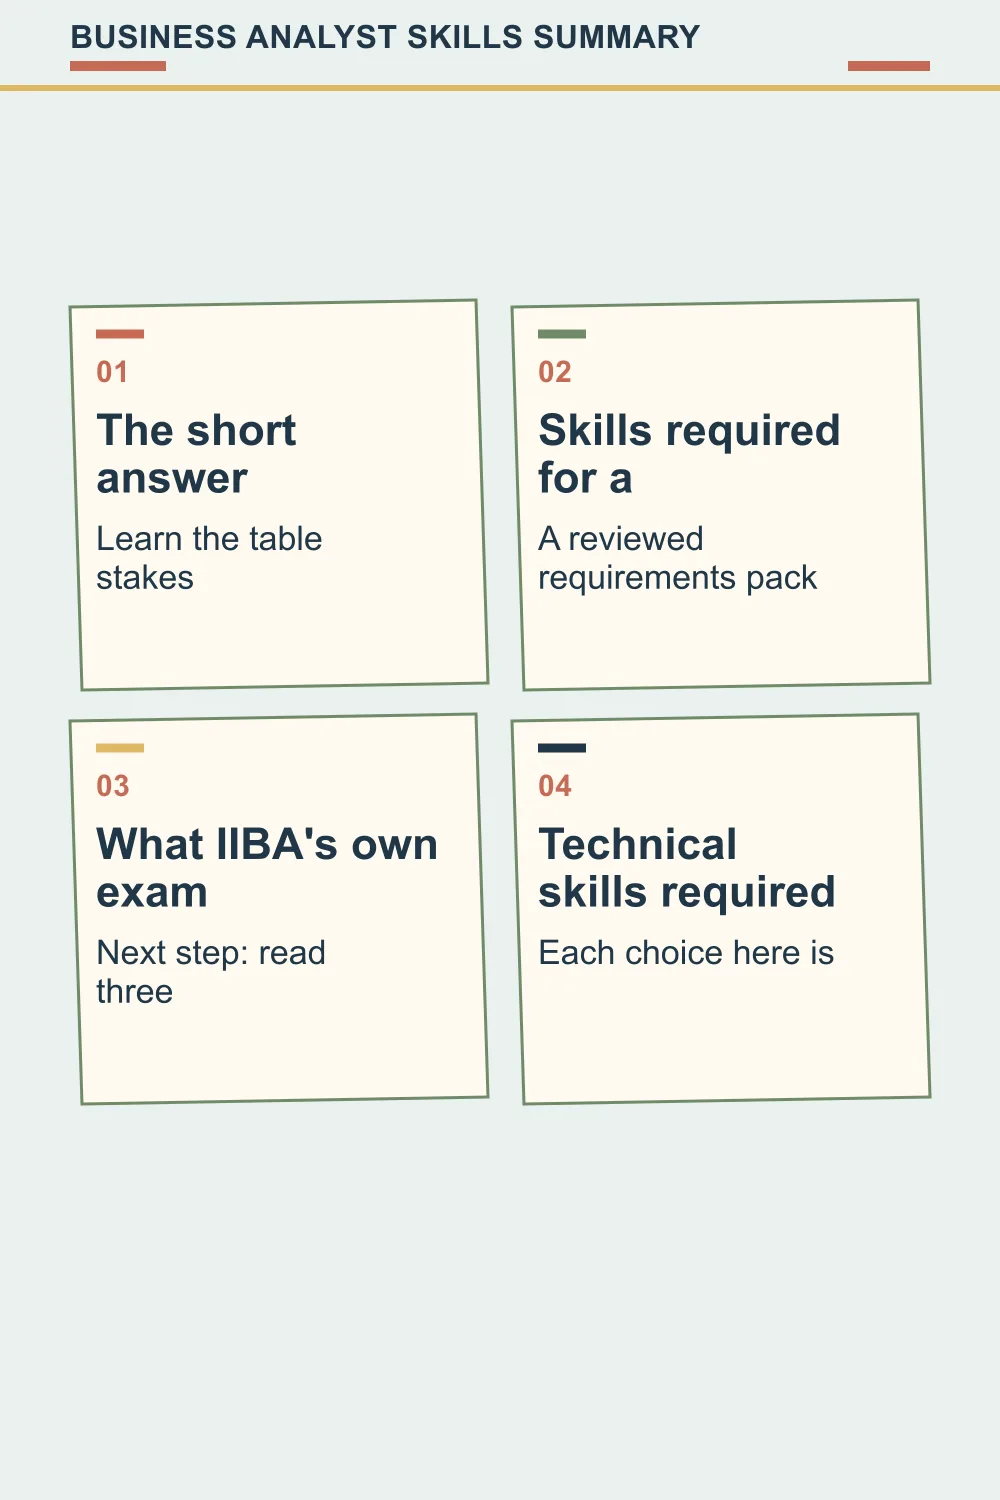 BUSINESS ANALYST SKILLS SUMMARY
01
The short
answer
Learn the table
stakes
02
Skills required
for a
A reviewed
requirements pack
03
What IIBA's own
exam
Next step: read
three
04
Technical
skills required
Each choice here is